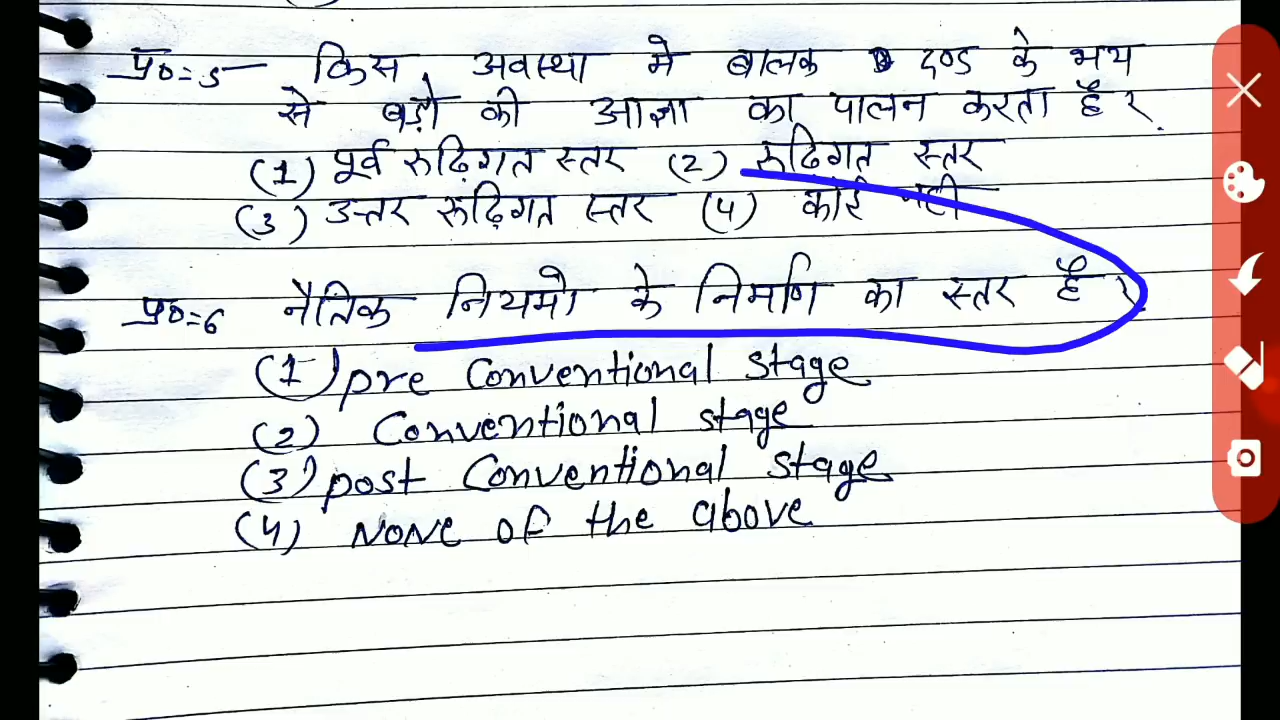 प्र०=5 किस अवस्था मे बालक दण्ड के भय
से बड़ो की आज्ञा का पालन करता है?
(1) पूर्व रुढ़िगत स्तर (2) रुढ़िगत स्तर
(3) उत्तर रूढ़िगत स्तर (4) कोई नही
प्र०=6 नैतिक नियमो के निर्माण का स्तर है?
(1) pre Conventional stage
(2) Conventional stage
(3) post Conventional stage
(4) None of the above